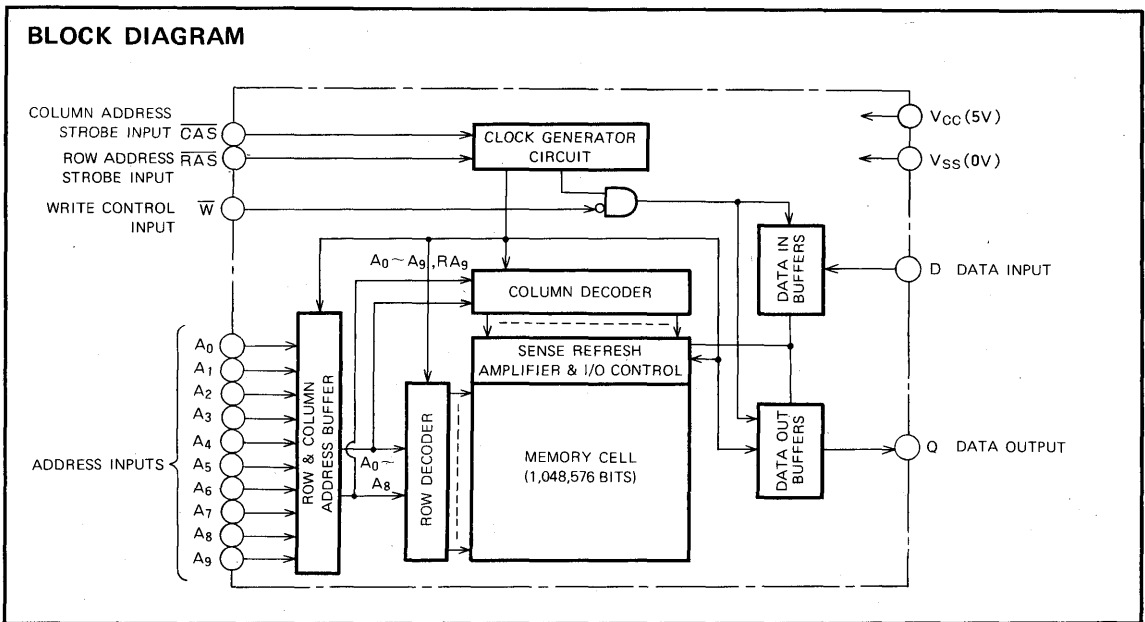 BLOCK DIAGRAM
COLUMN ADDRESS
STROBE INPUT C̅A̅S̅
ROW ADDRESS R̅A̅S̅
STROBE INPUT
WRITE CONTROL W̅
INPUT
CLOCK GENERATOR
CIRCUIT
VCC(5V)
VSS(0V)
A0~A9,RA9
COLUMN DECODER
DATA IN
BUFFERS
D DATA INPUT
SENSE REFRESH
AMPLIFIER & I/O CONTROL
ADDRESS INPUTS
A0
A1
A2
A3
A4
A5
A6
A7
A8
A9
ROW & COLUMN
ADDRESS BUFFER
A0~
A8
ROW DECODER
MEMORY CELL
(1,048,576 BITS)
DATA OUT
BUFFERS
Q DATA OUTPUT